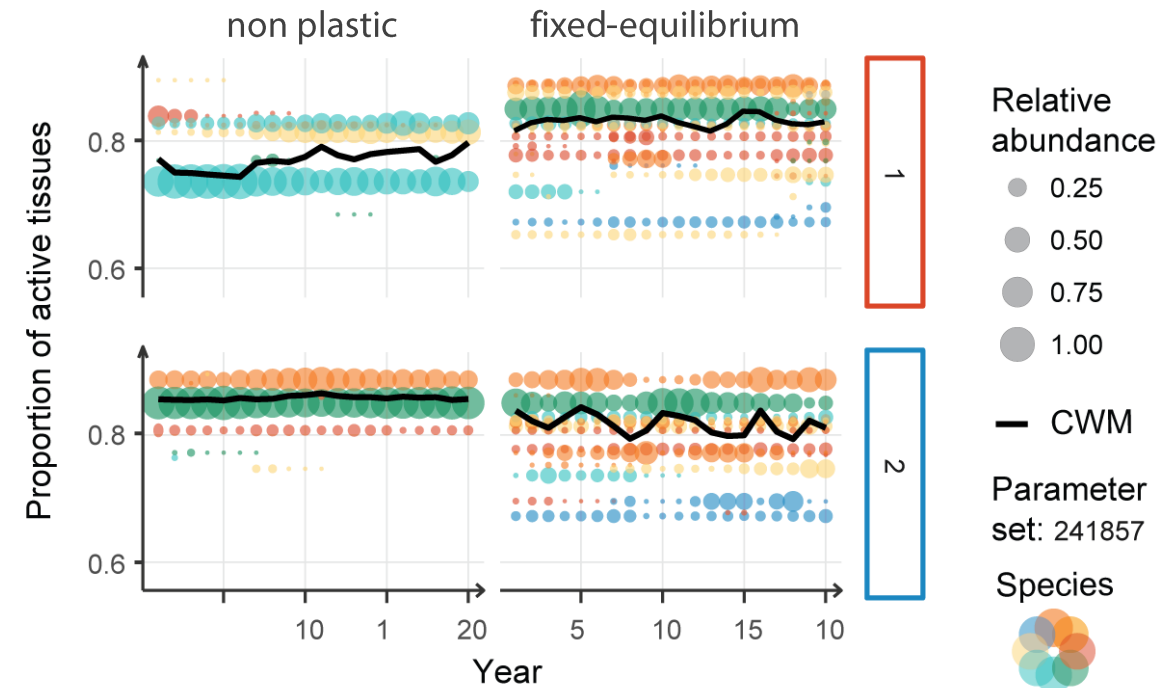 non plastic
fixed-equilibrium
Proportion of active tissues
0.8
0.6
0.8
0.6
1
2
10 1 20
5 10 15 10
Year
Relative
abundance
0.25
0.50
0.75
1.00
CWM
Parameter
set: 241857
Species